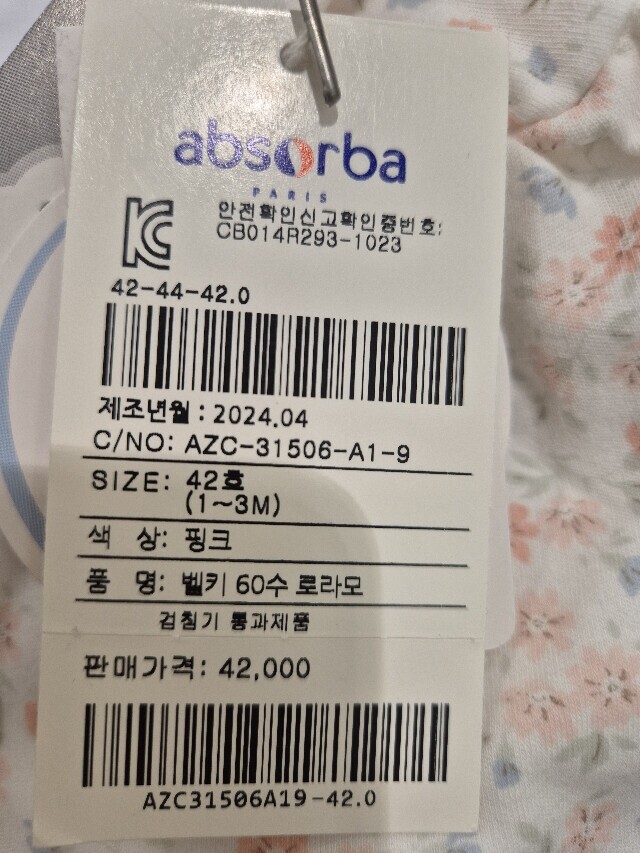 absorba
PARIS
안전확인신고확인증번호:
CB014R293-1023
42-44-42.0
제조년월 : 2024.04
C/NO: AZC-31506-A1-9
SIZE: 42호
(1~3M)
색 상: 핑크
품 명: 벨키 60수 로라모
검침기 통과제품
판매가격: 42,000
AZC31506A19-42.0